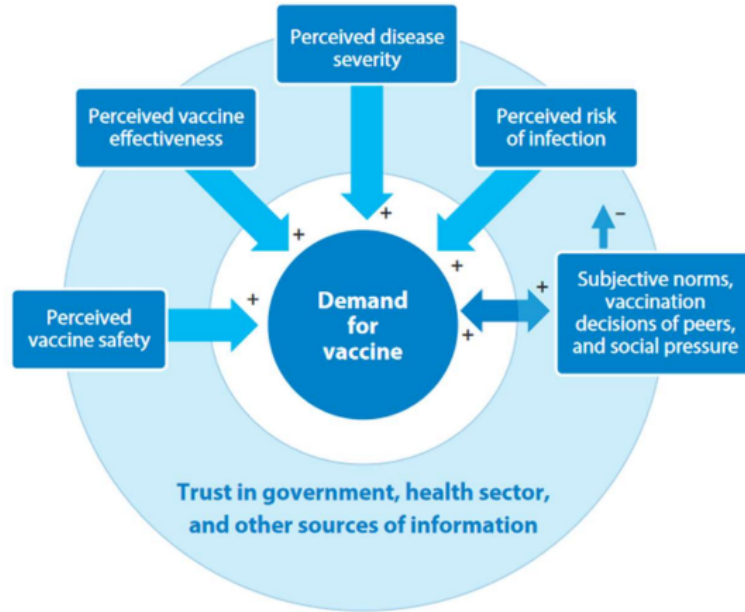 Perceived disease
severity
Perceived vaccine
effectiveness
Perceived risk
of infection
+
+
+
−
Perceived
vaccine safety
+
Demand
for
vaccine
+
+
Subjective norms,
vaccination
decisions of peers,
and social pressure
Trust in government, health sector,
and other sources of information